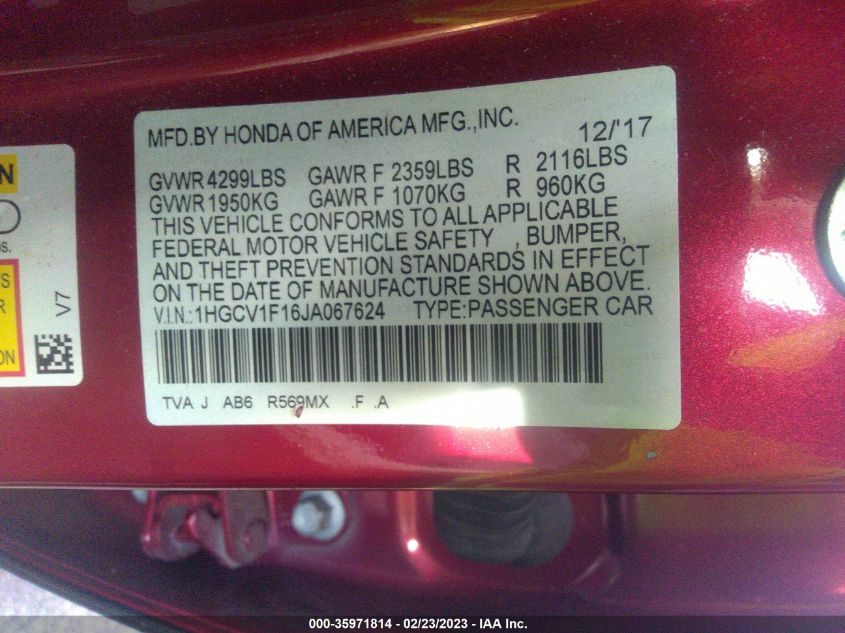 MFD.BY HONDA OF AMERICA MFG.,INC. 12/'17
GVWR 4299LBS GAWR F 2359LBS R 2116LBS
GVWR 1950KG GAWR F 1070KG R 960KG
THIS VEHICLE CONFORMS TO ALL APPLICABLE
FEDERAL MOTOR VEHICLE SAFETY , BUMPER,
AND THEFT PREVENTION STANDARDS IN EFFECT
ON THE DATE OF MANUFACTURE SHOWN ABOVE.
V.I.N.:1HGCV1F16JA067624 TYPE:PASSENGER CAR
TVA J AB6 R569MX .F .A
N
os.
S
R
ON
V7
000-35971814 - 02/23/2023 - IAA Inc.